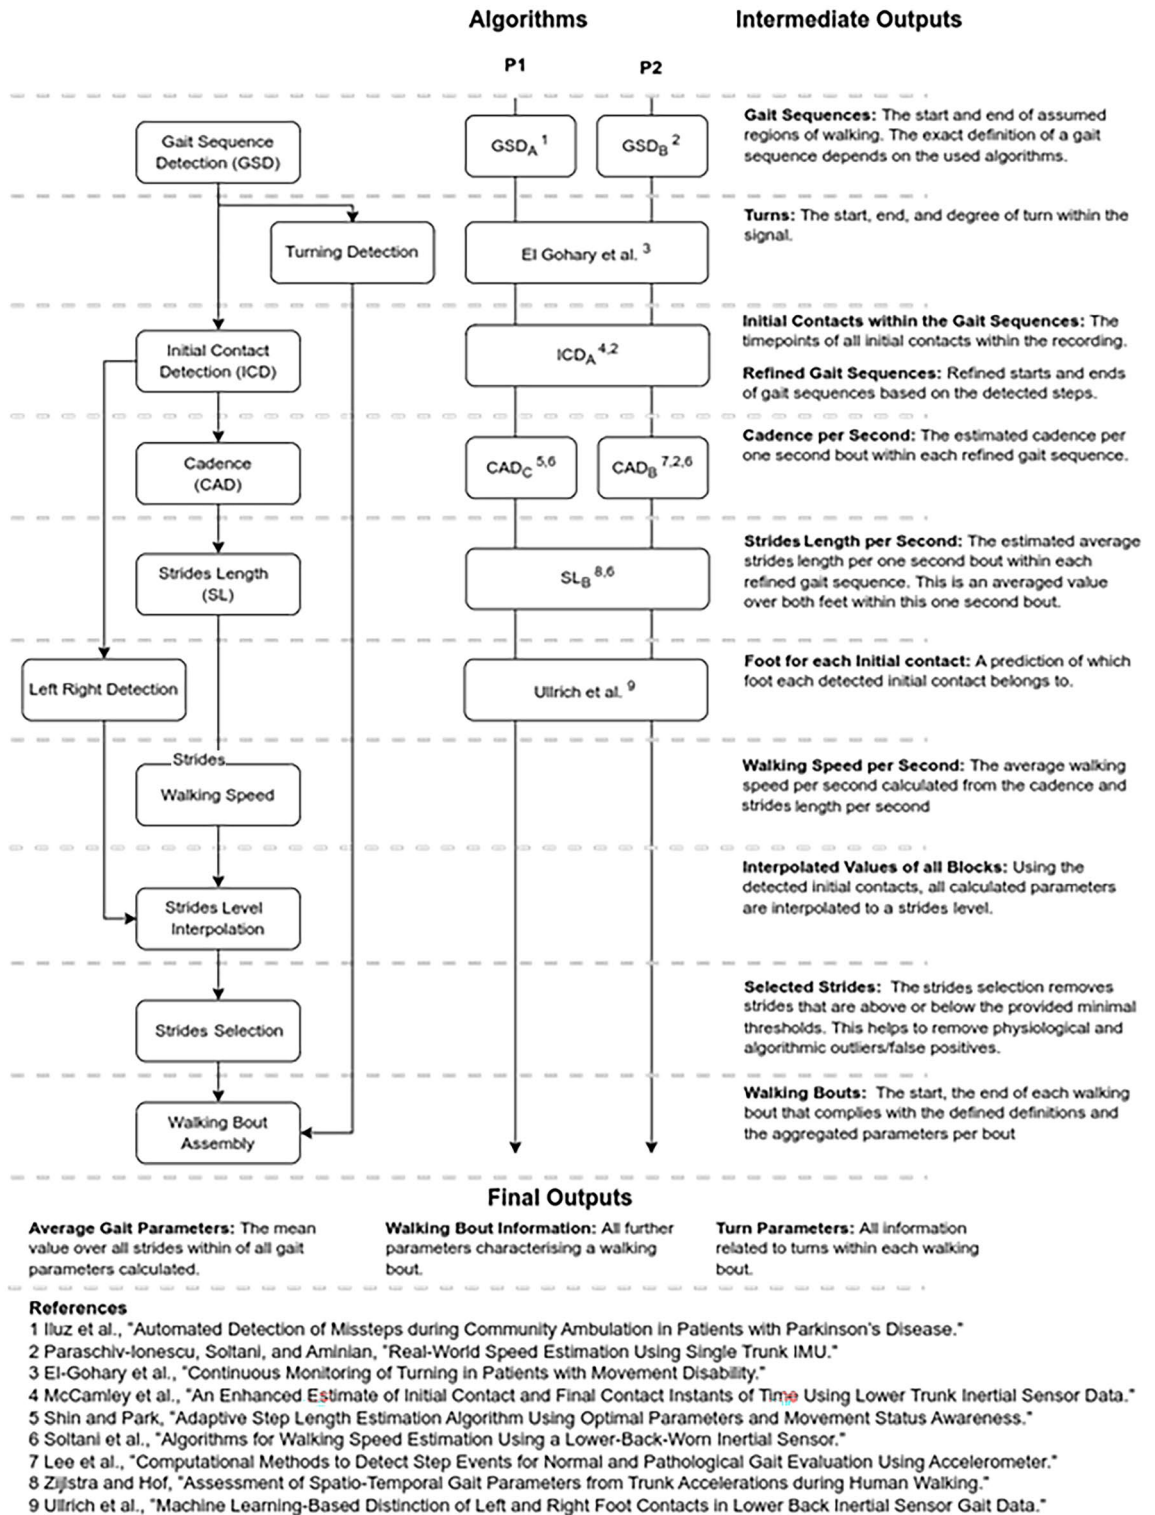 Algorithms
Intermediate Outputs
P1
P2
Gait Sequence
Detection (GSD)
GSDA 1
GSDB 2
Gait Sequences: The start and end of assumed
regions of walking. The exact definition of a gait
sequence depends on the used algorithms.
Turning Detection
El Gohary et al. 3
Turns: The start, end, and degree of turn within the
signal.
Initial Contact
Detection (ICD)
ICDA 4,2
Initial Contacts within the Gait Sequences: The
timepoints of all initial contacts within the recording.
Refined Gait Sequences: Refined starts and ends
of gait sequences based on the detected steps.
Cadence
(CAD)
CADC 5,6
CADB 7,2,6
Cadence per Second: The estimated cadence per
one second bout within each refined gait sequence.
Strides Length
(SL)
SLB 8,6
Strides Length per Second: The estimated average
strides length per one second bout within each
refined gait sequence. This is an averaged value
over both feet within this one second bout.
Left Right Detection
Ullrich et al. 9
Foot for each Initial contact: A prediction of which
foot each detected initial contact belongs to.
Strides
Walking Speed
Walking Speed per Second: The average walking
speed per second calculated from the cadence and
strides length per second
Strides Level
Interpolation
Interpolated Values of all Blocks: Using the
detected initial contacts, all calculated parameters
are interpolated to a strides level.
Strides Selection
Selected Strides: The strides selection removes
strides that are above or below the provided minimal
thresholds. This helps to remove physiological and
algorithmic outliers/false positives.
Walking Bout
Assembly
Walking Bouts: The start, the end of each walking
bout that complies with the defined definitions and
the aggregated parameters per bout
Final Outputs
Average Gait Parameters: The mean
value over all strides within of all gait
parameters calculated.
Walking Bout Information: All further
parameters characterising a walking
bout.
Turn Parameters: All information
related to turns within each walking
bout.
References
1 Iluz et al., "Automated Detection of Missteps during Community Ambulation in Patients with Parkinson's Disease."
2 Paraschiv-Ionescu, Soltani, and Aminian, "Real-World Speed Estimation Using Single Trunk IMU."
3 El-Gohary et al., "Continuous Monitoring of Turning in Patients with Movement Disability."
4 McCamley et al., "An Enhanced Estimate of Initial Contact and Final Contact Instants of Time Using Lower Trunk Inertial Sensor Data."
5 Shin and Park, "Adaptive Step Length Estimation Algorithm Using Optimal Parameters and Movement Status Awareness."
6 Soltani et al., "Algorithms for Walking Speed Estimation Using a Lower-Back-Worn Inertial Sensor."
7 Lee et al., "Computational Methods to Detect Step Events for Normal and Pathological Gait Evaluation Using Accelerometer."
8 Zijlstra and Hof, "Assessment of Spatio-Temporal Gait Parameters from Trunk Accelerations during Human Walking."
9 Ullrich et al., "Machine Learning-Based Distinction of Left and Right Foot Contacts in Lower Back Inertial Sensor Gait Data."